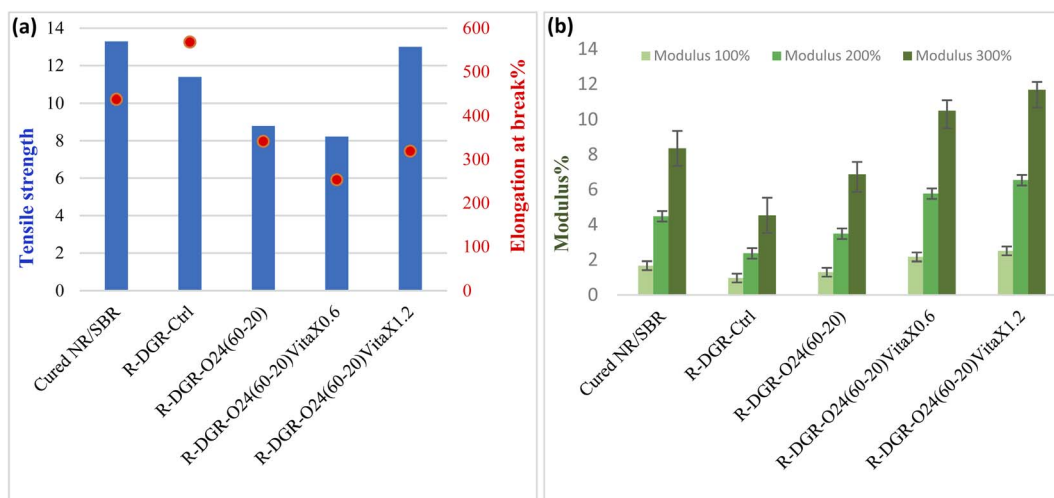 (a)
14
12
10
8
6
4
2
0
Tensile strength
600
500
400
300
200
100
0
Elongation at break%
Cured NR/SBR
R-DGR-Ctrl
R-DGR-O24(60-20)
R-DGR-O24(60-20)VitaX0.6
R-DGR-O24(60-20)VitaX1.2
(b)
Modulus 100% Modulus 200% Modulus 300%
14
12
10
8
6
4
2
0
Modulus%
Cured NR/SBR
R-DGR-Ctrl
R-DGR-O24(60-20)
R-DGR-O24(60-20)VitaX0.6
R-DGR-O24(60-20)VitaX1.2